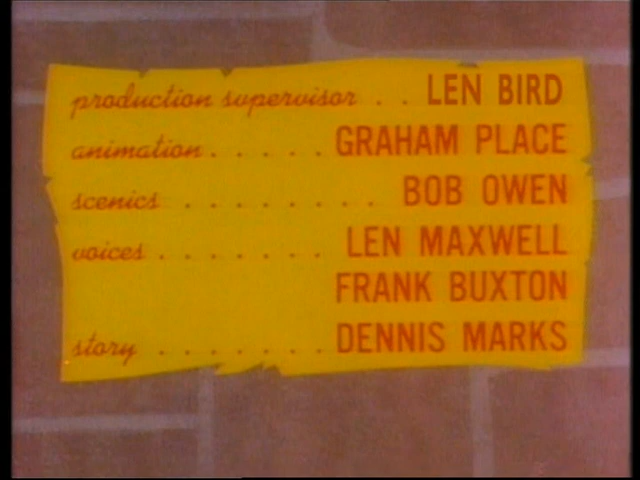 production supervisor . . LEN BIRD
animation . . . . . GRAHAM PLACE
scenics . . . . . . . . BOB OWEN
voices . . . . . . . LEN MAXWELL
FRANK BUXTON
story . . . . . . . DENNIS MARKS